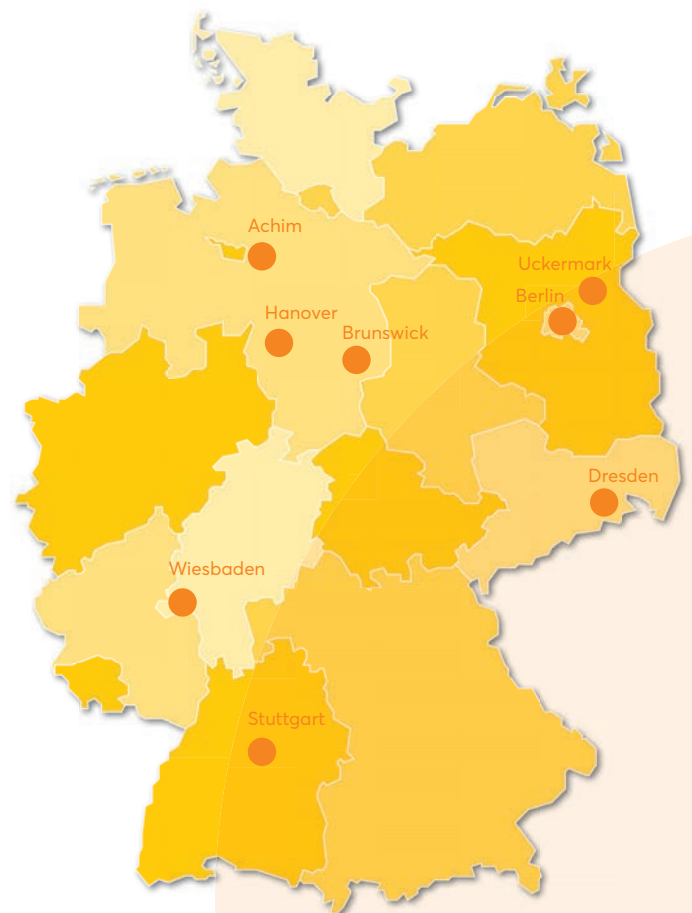 Achim
Uckermark
Berlin
Hanover
Brunswick
Dresden
Wiesbaden
Stuttgart